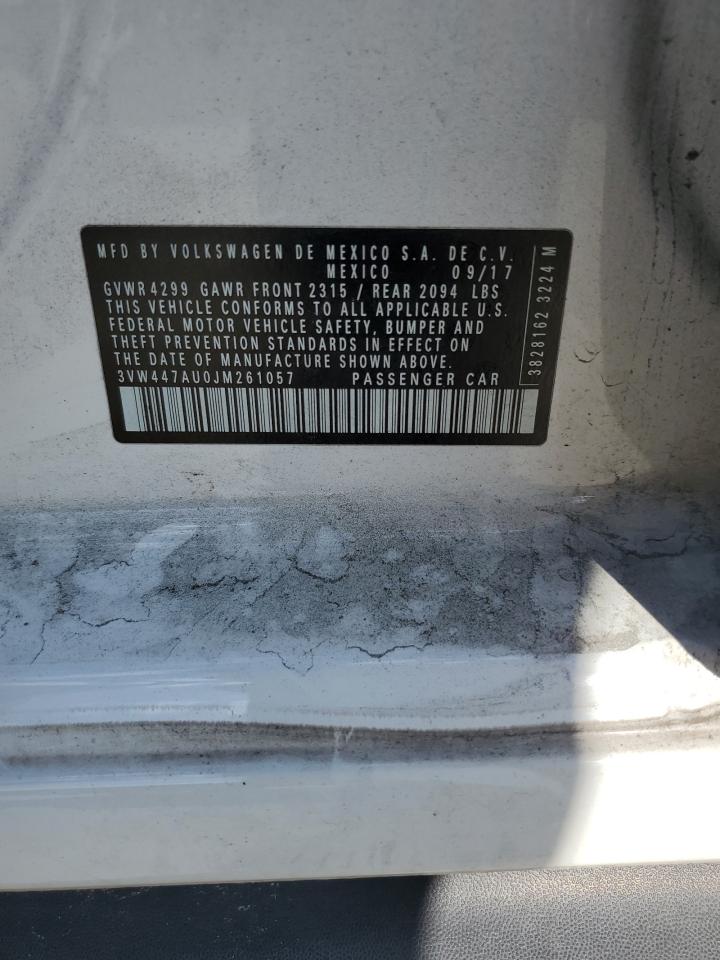 MFD BY VOLKSWAGEN DE MEXICO S.A. DE C.V.
MEXICO 09/17
GVWR 4299 GAWR FRONT 2315 / REAR 2094 LBS
THIS VEHICLE CONFORMS TO ALL APPLICABLE U.S.
FEDERAL MOTOR VEHICLE SAFETY, BUMPER AND
THEFT PREVENTION STANDARDS IN EFFECT ON
THE DATE OF MANUFACTURE SHOWN ABOVE.
3VW447AU0JM261057 PASSENGER CAR
3828162 3224 M